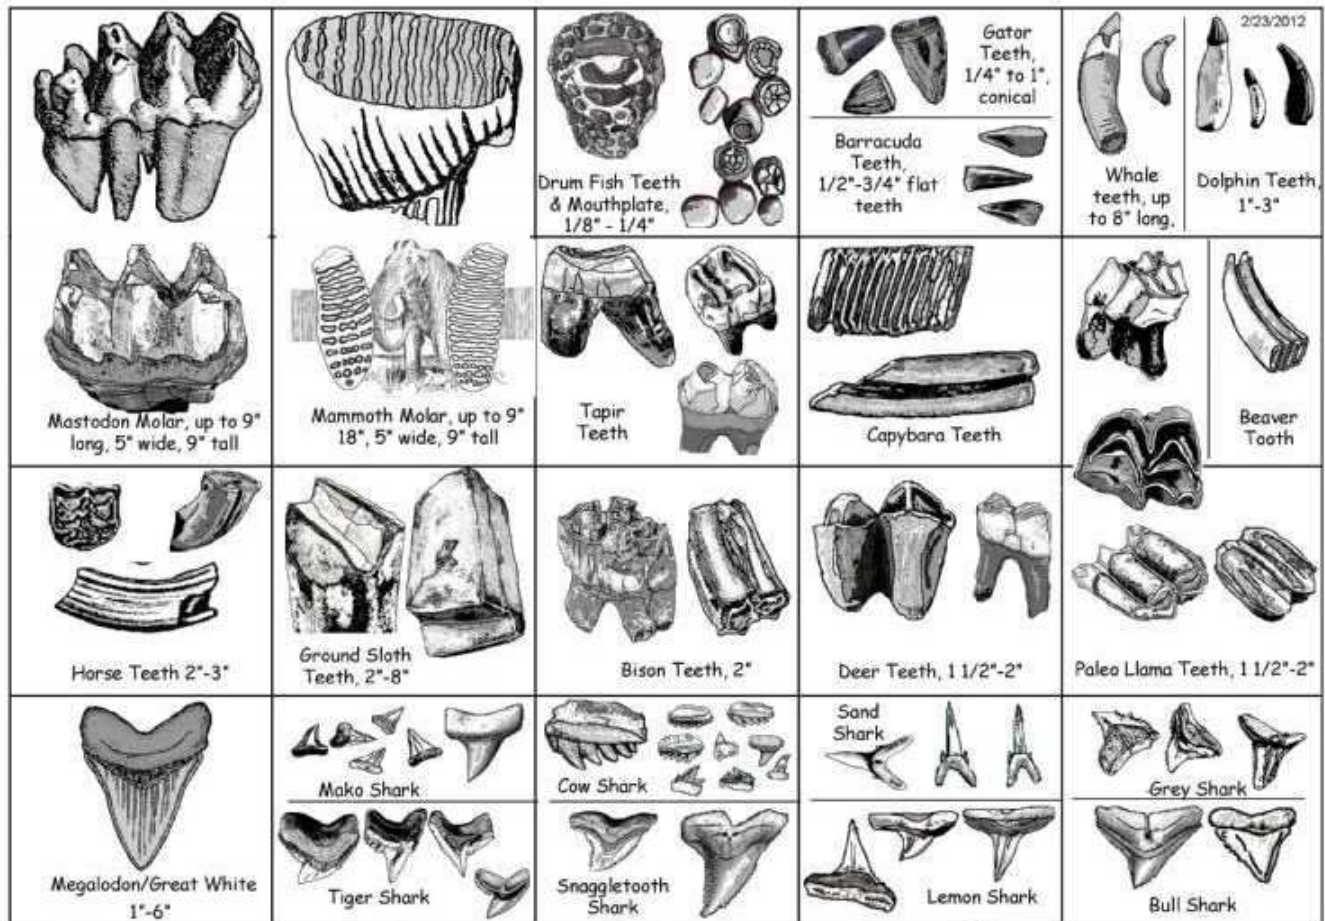 Drum Fish Teeth
& Mouthplate,
1/8" - 1/4"
Gator
Teeth,
1/4" to 1",
conical
Barracuda
Teeth,
1/2"-3/4" flat
teeth
2/23/2012
Whale
teeth, up
to 8" long,
Dolphin Teeth,
1"-3"
Mastodon Molar, up to 9"
long, 5" wide, 9" tall
Mammoth Molar, up to 9"
18", 5" wide, 9" tall
Tapir
Teeth
Capybara Teeth
Beaver
Tooth
Horse Teeth 2"-3"
Ground Sloth
Teeth, 2"-8"
Bison Teeth, 2"
Deer Teeth, 1 1/2"-2"
Paleo Llama Teeth, 1 1/2"-2"
Megalodon/Great White
1"-6"
Mako Shark
Tiger Shark
Cow Shark
Snaggletooth
Shark
Sand
Shark
Lemon Shark
Grey Shark
Bull Shark